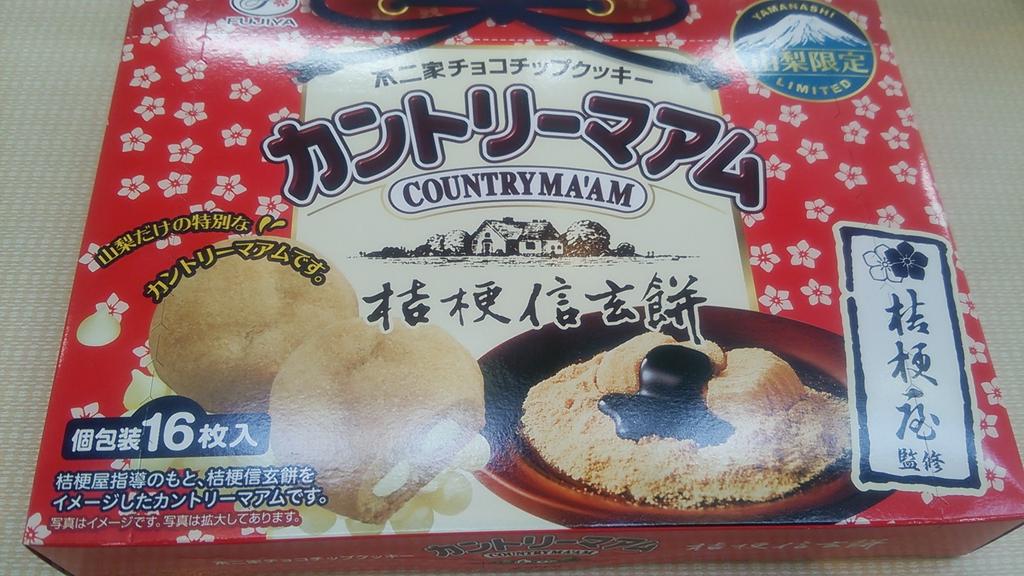 FUJIYA
YAMANASHI
山梨限定
LIMITED
不二家チョコチップクッキー
カントリーマアム
COUNTRY MA'AM
山梨だけの特別な
カントリーマアムです。
桔梗信玄餅
桔梗屋
監修
個包装16枚入
桔梗屋指導のもと、桔梗信玄餅を
イメージしたカントリーマアムです。
写真はイメージです。写真は拡大してあります。
不二家チョコチップクッキー
カントリーマアム
COUNTRY MA'AM
桔梗信玄餅